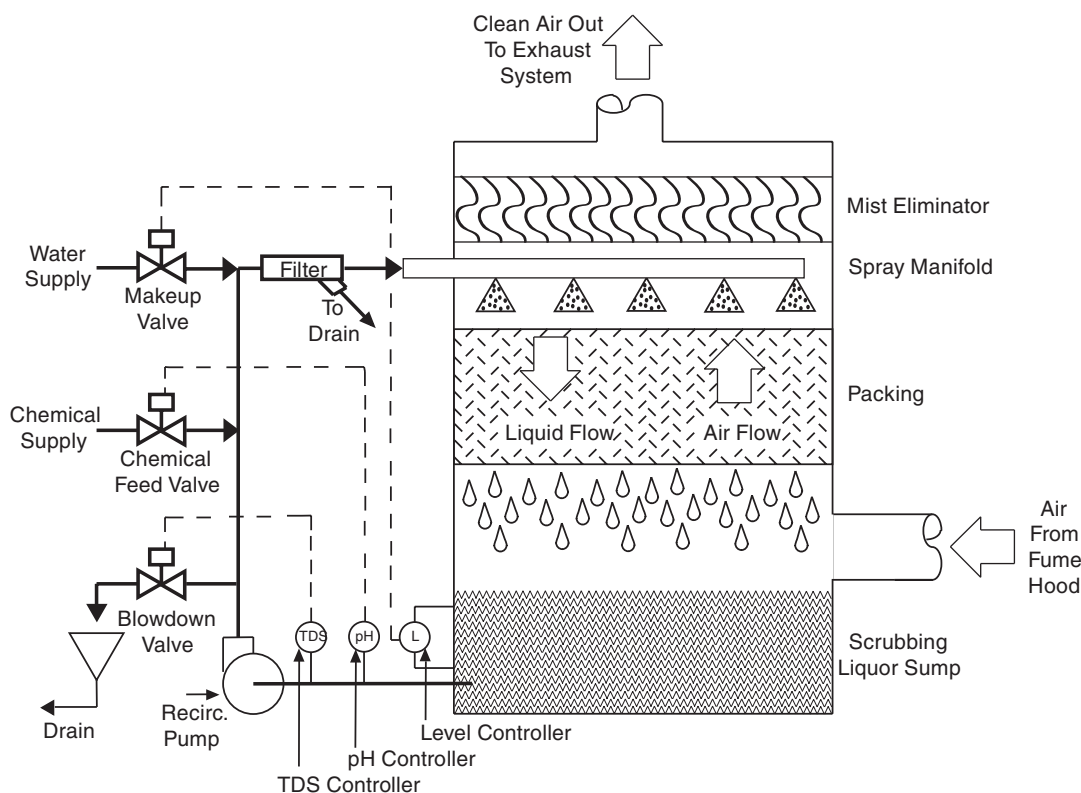 Clean Air Out
To Exhaust
System
Mist Eliminator
Water
Supply
Filter
Spray Manifold
Makeup
Valve
To
Drain
Packing
Chemical
Supply
Liquid Flow
Air Flow
Chemical
Feed Valve
Air
From
Fume
Hood
Blowdown
Valve
TDS
pH
L
Scrubbing
Liquor Sump
Recirc.
Pump
Drain
Level Controller
pH Controller
TDS Controller